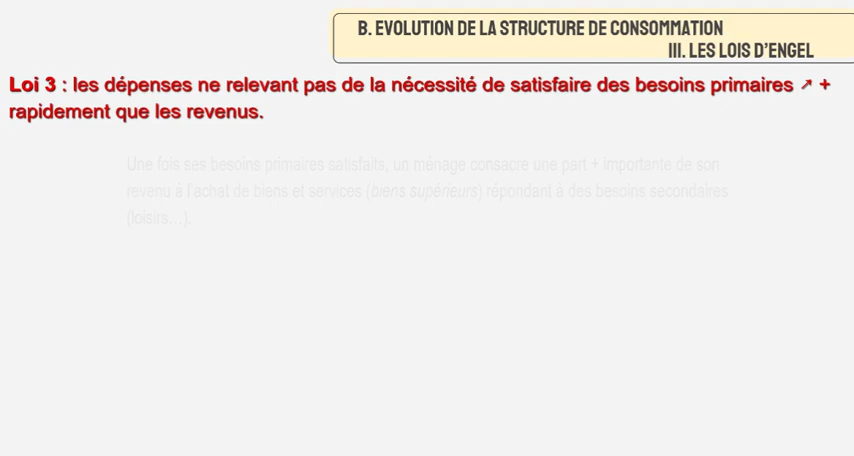 B. EVOLUTION DE LA STRUCTURE DE CONSOMMATION
III. LES LOIS D'ENGEL
Loi 3 : les dépenses ne relevant pas de la nécessité de satisfaire des besoins primaires ↗ +
rapidement que les revenus.
Une fois ses besoins primaires satisfaits, un ménage consacre une part + importante de son
revenu à l'achat de biens et services (biens supérieurs) répondant à des besoins secondaires
(loisirs…).